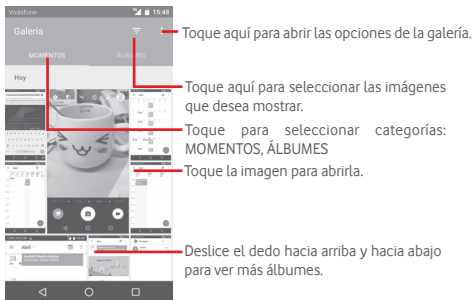 Vodafone 15:48
Galería
MOMENTOS ÁLBUMES
Hoy
Toque aquí para abrir las opciones de la galería.
Toque aquí para seleccionar las imágenes
que desea mostrar.
Toque para seleccionar categorías:
MOMENTOS, ÁLBUMES
Toque la imagen para abrirla.
Deslice el dedo hacia arriba y hacia abajo
para ver más álbumes.